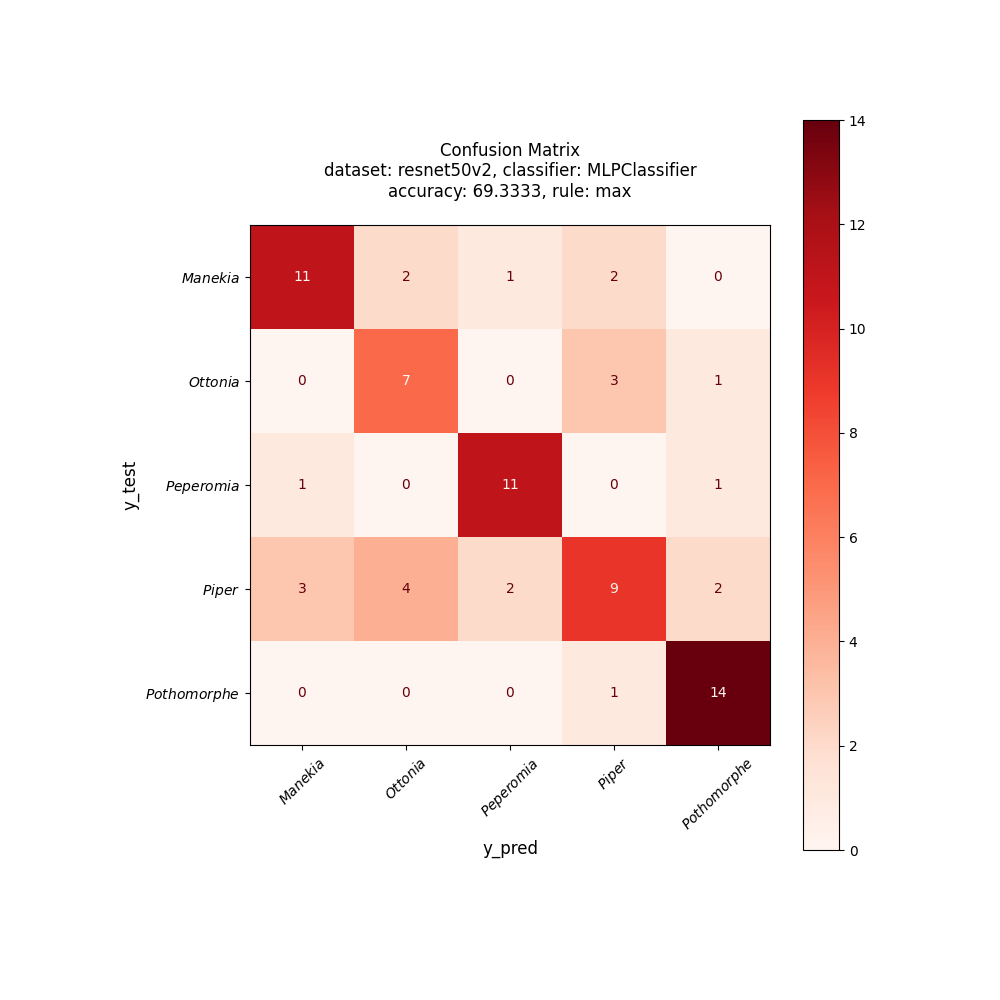 Confusion Matrix
dataset: resnet50v2, classifier: MLPClassifier
accuracy: 69.3333, rule: max
Manekia 11 2 1 2 0
Ottonia 0 7 0 3 1
Peperomia 1 0 11 0 1
Piper 3 4 2 9 2
Pothomorphe 0 0 0 1 14
y_test
Manekia Ottonia Peperomia Piper Pothomorphe
y_pred
14
12
10
8
6
4
2
0